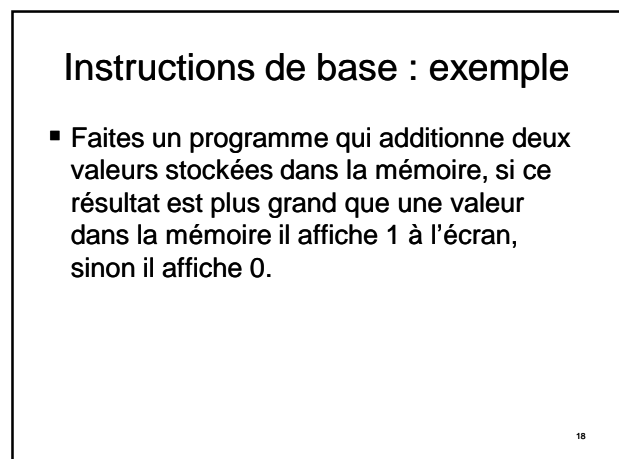 Instructions de base : exemple
▪ Faites un programme qui additionne deux
valeurs stockées dans la mémoire, si ce
résultat est plus grand que une valeur
dans la mémoire il affiche 1 à l'écran,
sinon il affiche 0.
18